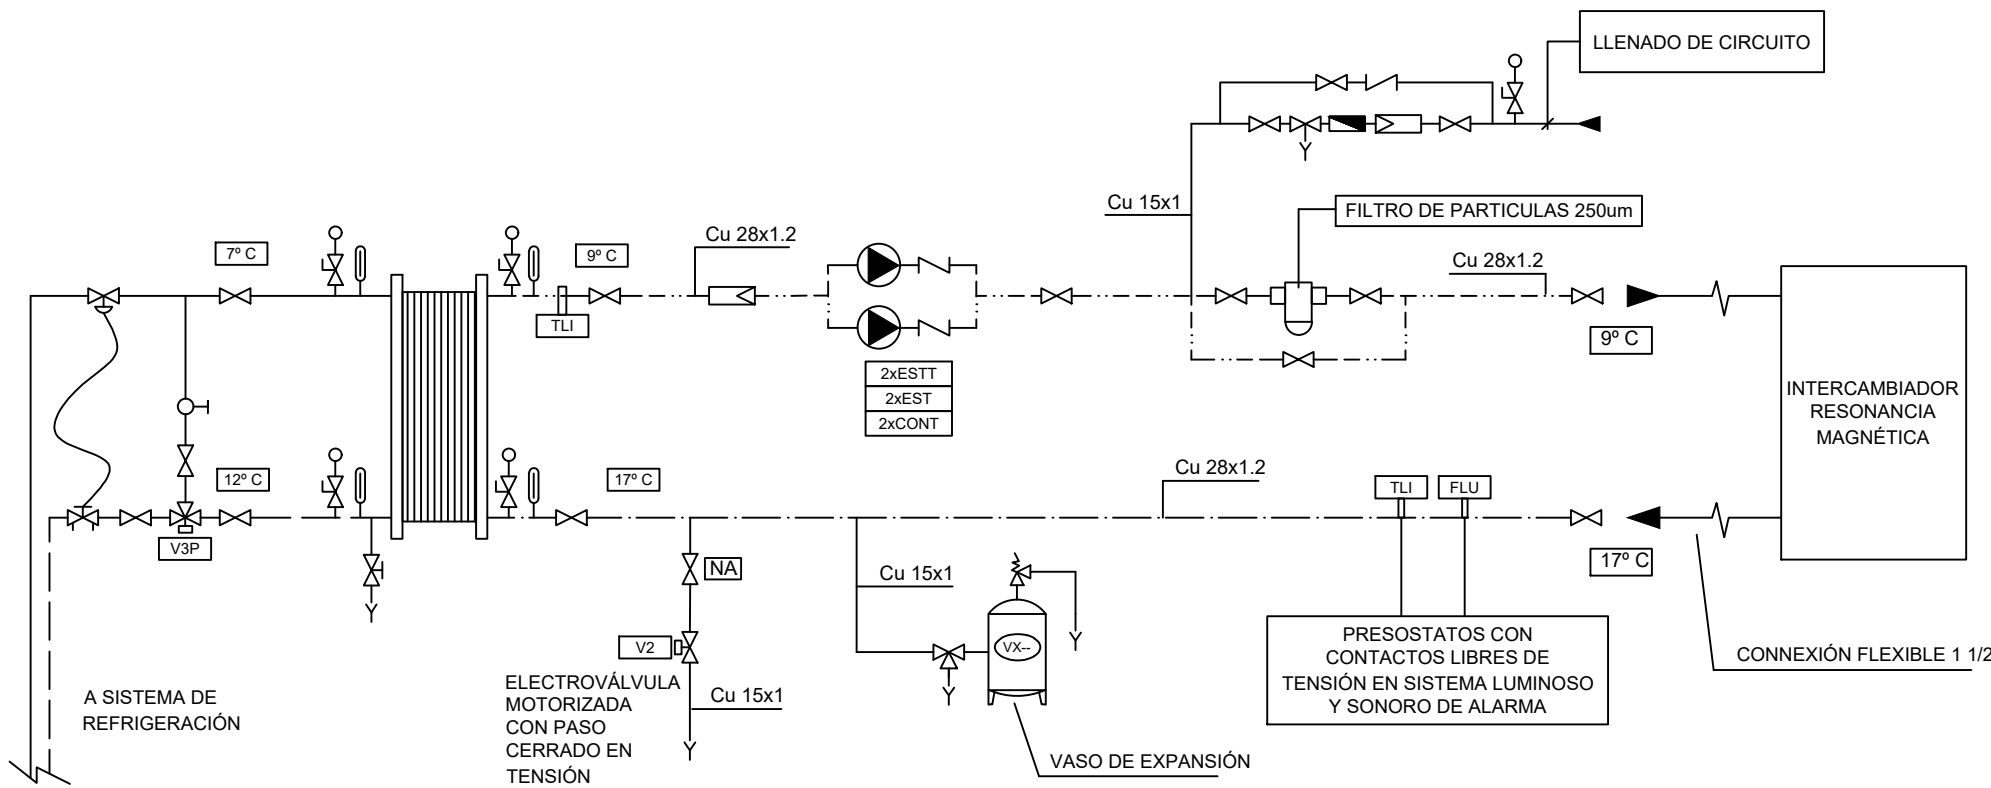 LLENADO DE CIRCUITO
Cu 15x1
FILTRO DE PARTICULAS 250um
7º C
9º C
Cu 28x1.2
Cu 28x1.2
TLI
9º C
2xESTT
2xEST
2xCONT
INTERCAMBIADOR
RESONANCIA
MAGNÉTICA
12º C
17º C
Cu 28x1.2
TLI
FLU
V3P
NA
Cu 15x1
17º C
V2
VX--
PRESOSTATOS CON
CONTACTOS LIBRES DE
TENSIÓN EN SISTEMA LUMINOSO
Y SONORO DE ALARMA
CONNEXIÓN FLEXIBLE 1 1/2
A SISTEMA DE
REFRIGERACIÓN
ELECTROVÁLVULA
MOTORIZADA
CON PASO
CERRADO EN
TENSIÓN
Cu 15x1
VASO DE EXPANSIÓN